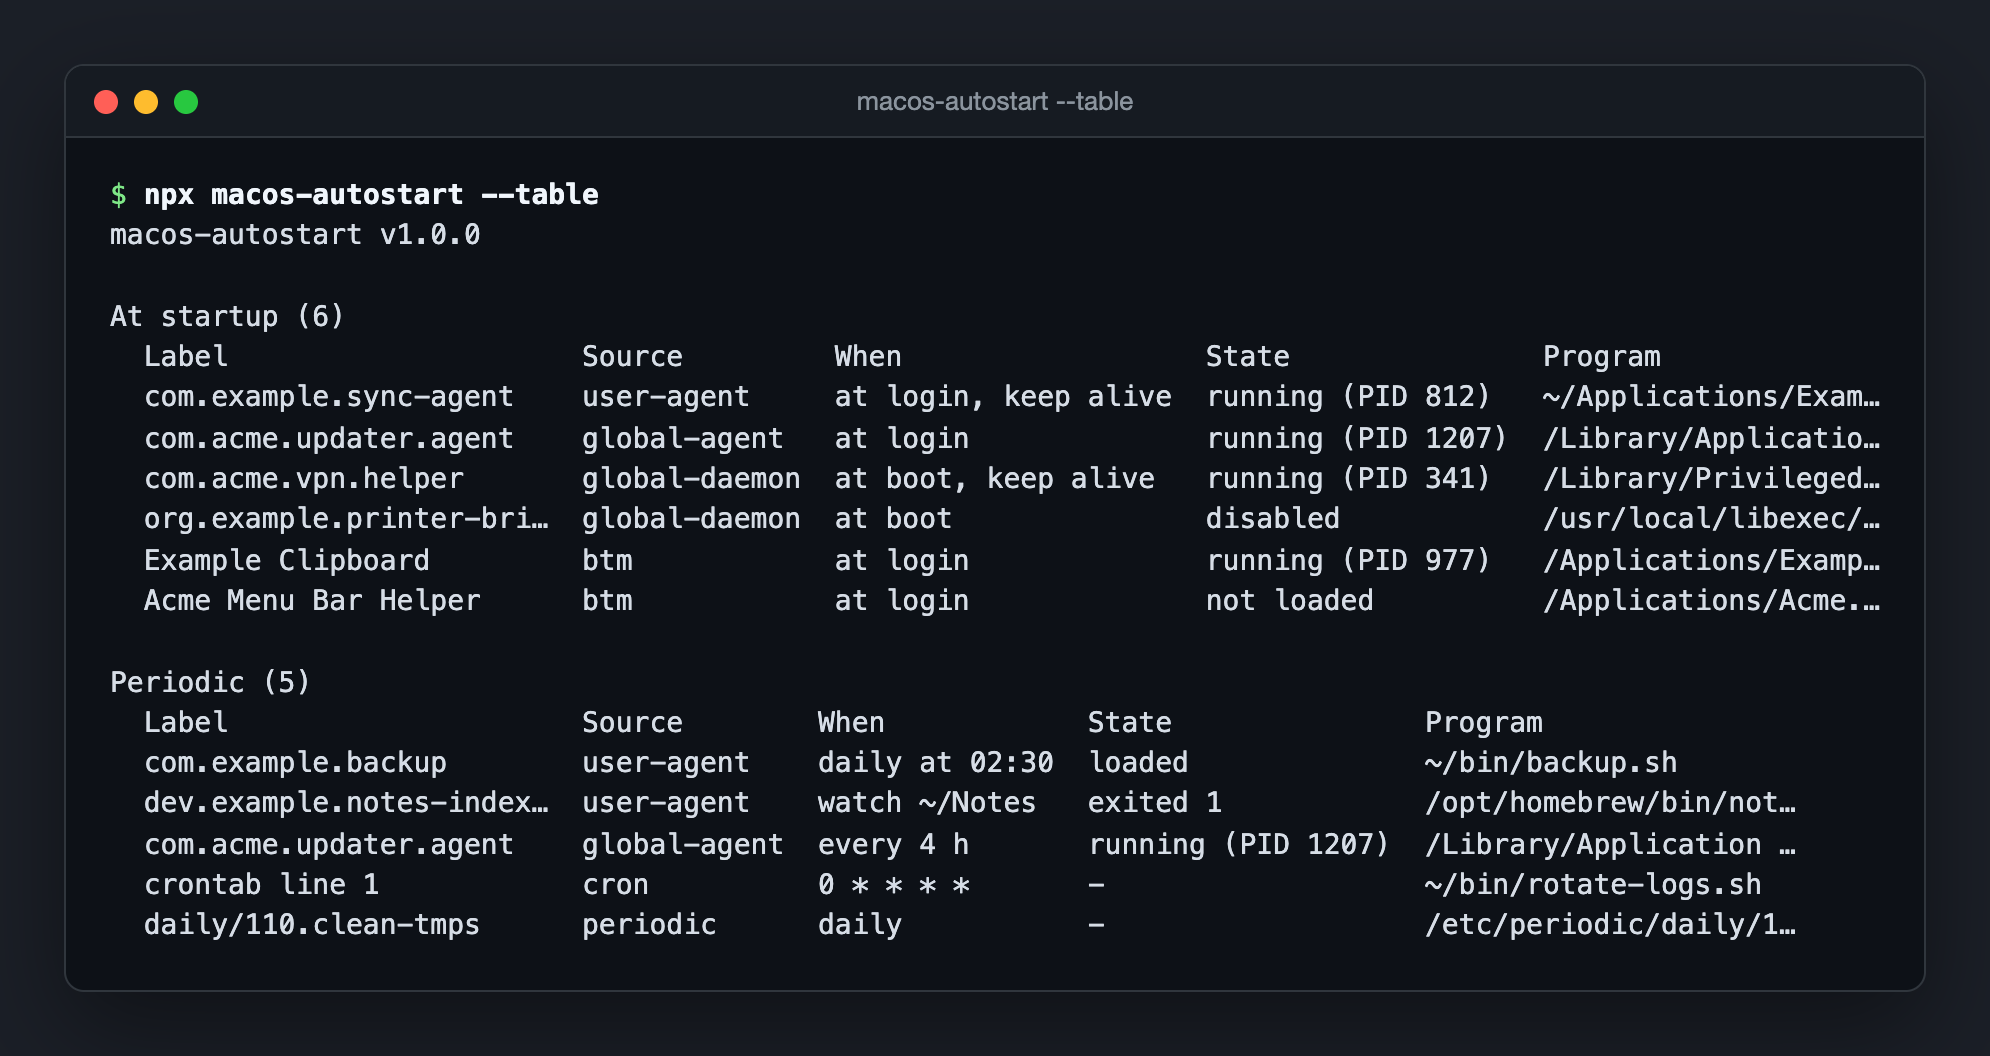 macos-autostart --table
$ npx macos-autostart --table
macos-autostart v1.0.0
At startup (6)
Label Source When State Program
com.example.sync-agent user-agent at login, keep alive running (PID 812) ~/Applications/Exam…
com.acme.updater.agent global-agent at login running (PID 1207) /Library/Applicatio…
com.acme.vpn.helper global-daemon at boot, keep alive running (PID 341) /Library/Privileged…
org.example.printer-bri… global-daemon at boot disabled /usr/local/libexec/…
Example Clipboard btm at login running (PID 977) /Applications/Examp…
Acme Menu Bar Helper btm at login not loaded /Applications/Acme.…
Periodic (5)
Label Source When State Program
com.example.backup user-agent daily at 02:30 loaded ~/bin/backup.sh
dev.example.notes-index… user-agent watch ~/Notes exited 1 /opt/homebrew/bin/not…
com.acme.updater.agent global-agent every 4 h running (PID 1207) /Library/Application …
crontab line 1 cron 0 * * * * – ~/bin/rotate-logs.sh
daily/110.clean-tmps periodic daily – /etc/periodic/daily/1…